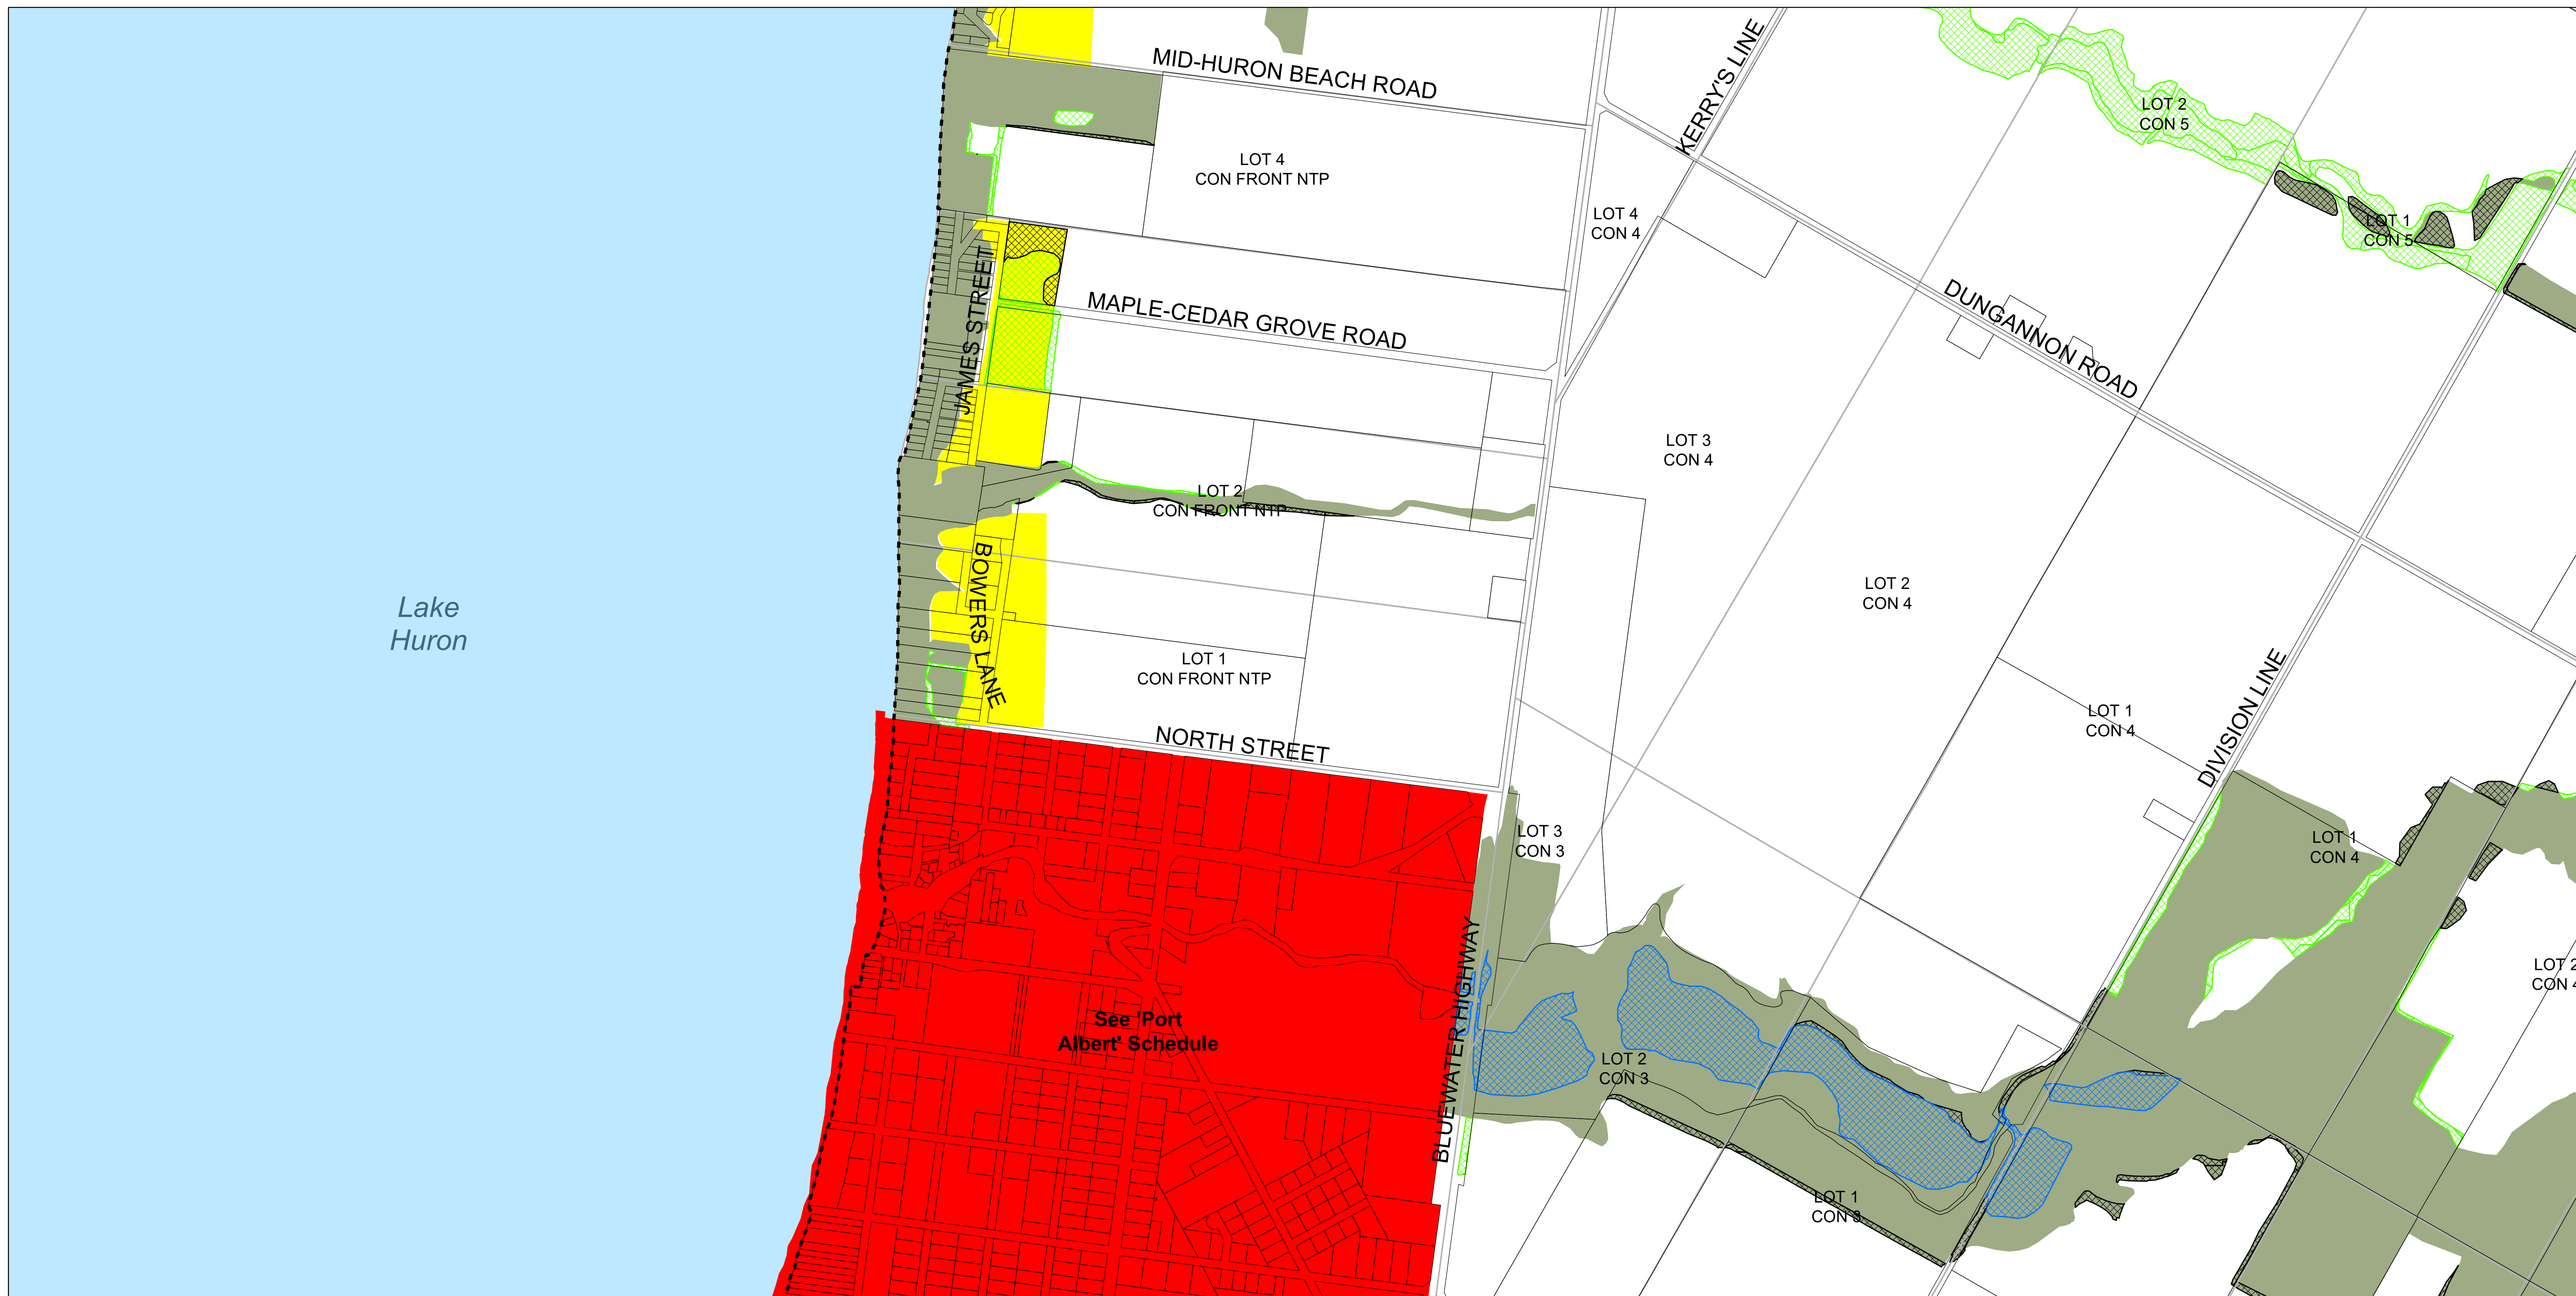 MID-HURON BEACH ROAD
KERRY'S LINE
LOT 2
CON 5
LOT 4
CON FRONT NTP
LOT 4
CON 4
LOT 1
CON 5
JAMES STREET
MAPLE-CEDAR GROVE ROAD
DUNGANNON ROAD
LOT 3
CON 4
LOT 2
CON FRONT NTP
Lake
Huron
BOWERS LANE
LOT 2
CON 4
LOT 1
CON FRONT NTP
LOT 1
CON 4
DIVISION LINE
NORTH STREET
LOT 3
CON 3
LOT 1
CON 4
BLUEWATER HIGHWAY
LOT 2
CON 4
See 'Port
Albert' Schedule
LOT 2
CON 3
LOT 1
CON 3